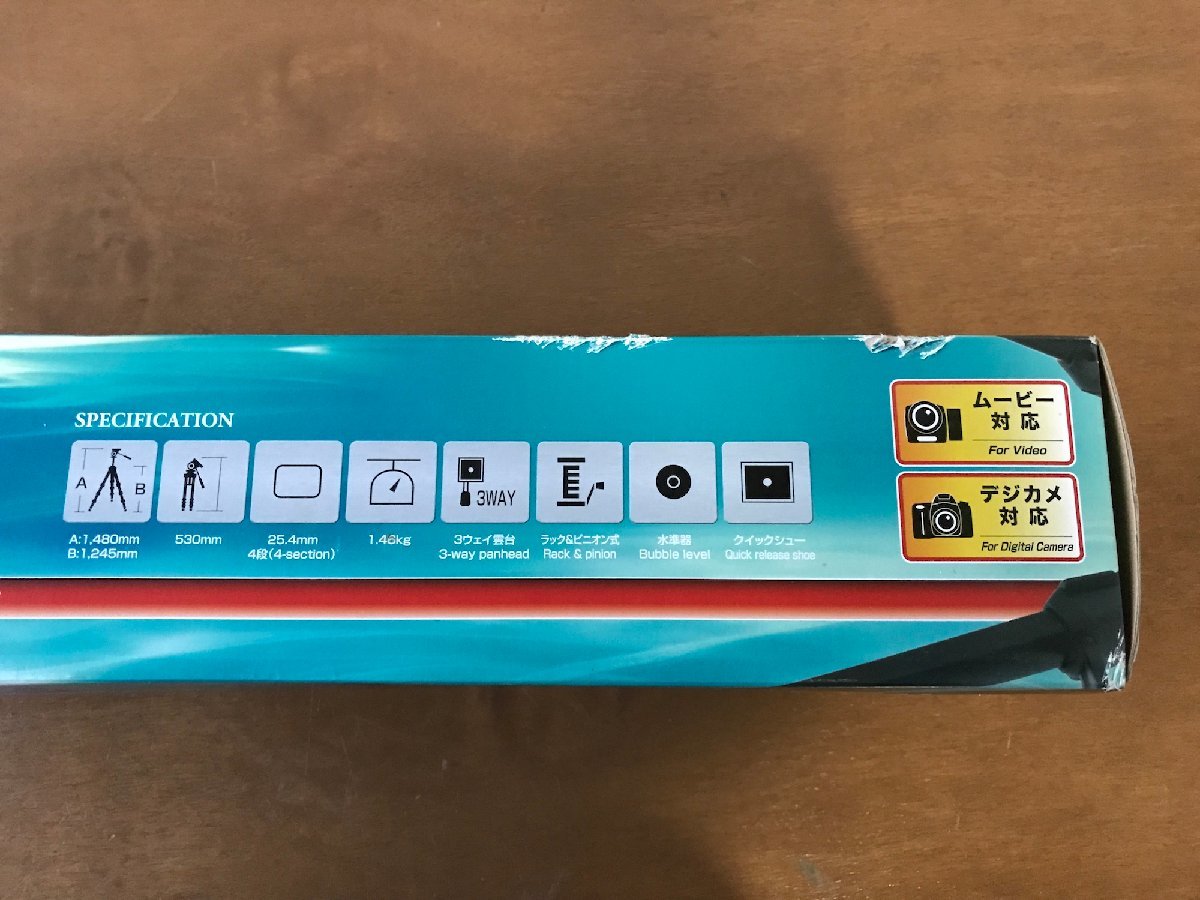 SPECIFICATION
A
B
3WAY
A:1,480mm
B:1,245mm
530mm
25.4mm
4段(4-section)
1.46kg
3ウェイ雲台
3-way panhead
ラック&ピニオン式
Rack & pinion
水準器
Bubble level
クイックシュー
Quick release shoe
ムービー
対応
For Video
デジカメ
対応
For Digital Camera